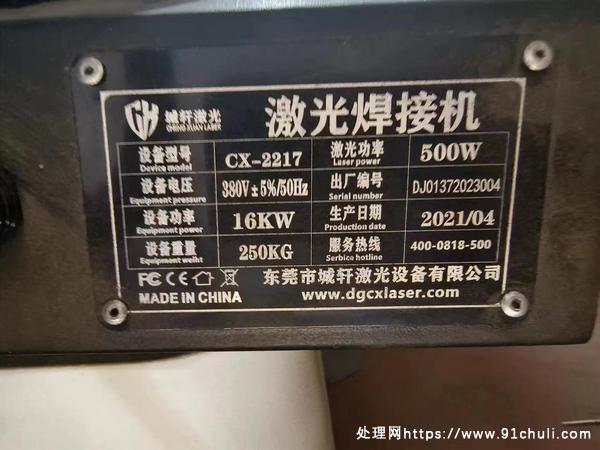 城轩激光
CHENG XUAN LASER
激光焊接机
设备型号 CX-2217 激光功率 500W
Device model Laser power
设备电压 380V±5%/50Hz 出厂编号 DJ01372023004
Equipment pressure Serial number
设备功率 16KW 生产日期 2021/04
Equipment power Production date
设备重量 250KG 服务热线 400-0818-500
Equipment weiht Serbice hotline
FC CE 东莞市城轩激光设备有限公司
MADE IN CHINA www.dgcxlaser.com
处理网https://www.91chuli.com